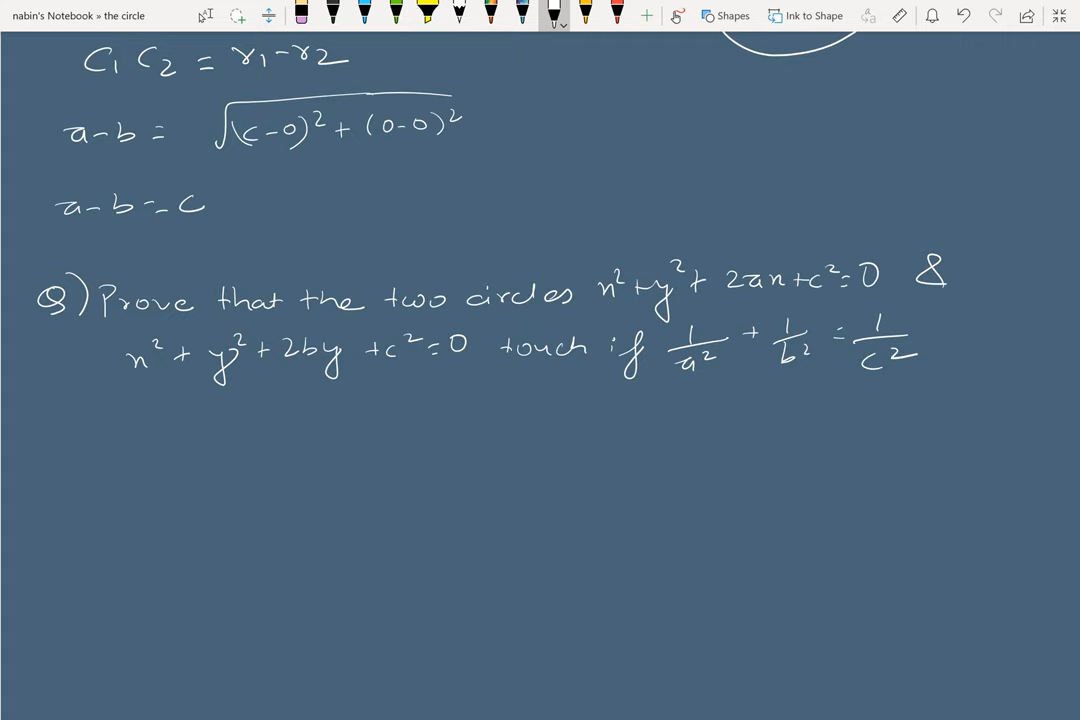 nabin's Notebook » the circle
Shapes
Ink to Shape
C₁ C₂ = r₁ - r₂
a - b = √(c-0)² + (0-0)²
a - b = c
Q) Prove that the two circles x² + y² + 2ax + c² = 0 &
x² + y² + 2by + c² = 0 touch if 1/a² + 1/b² = 1/c²